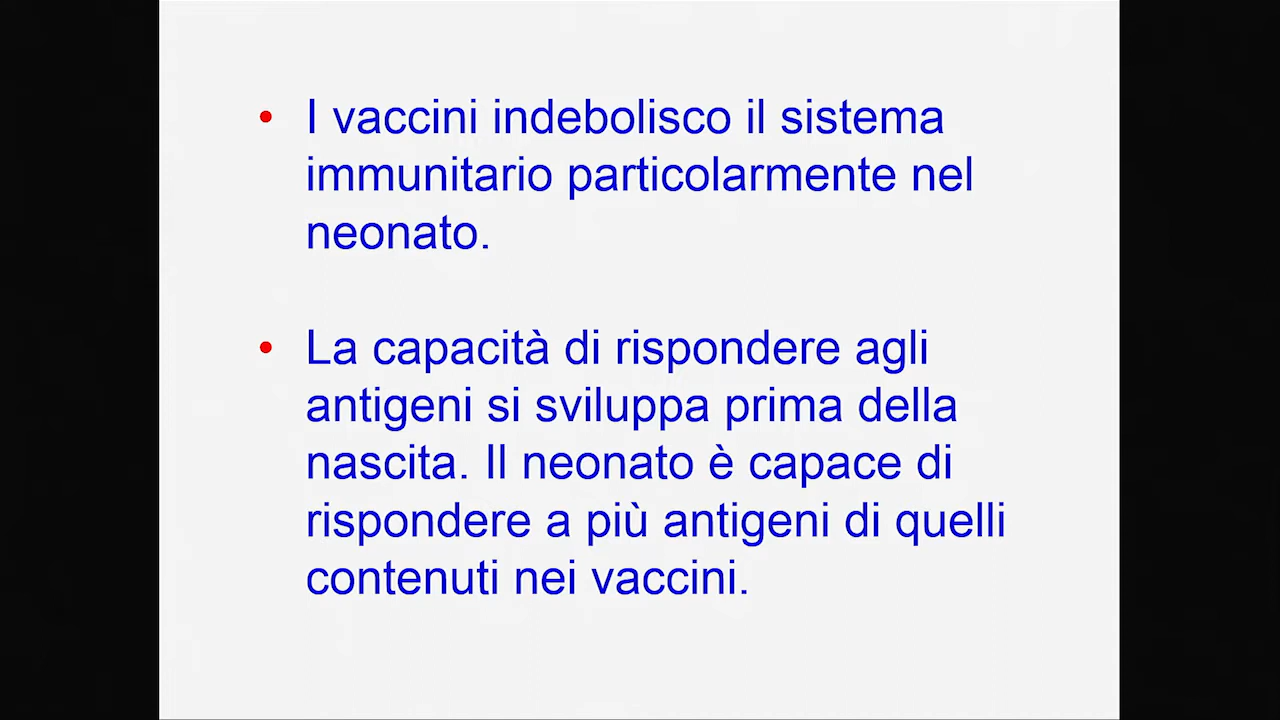 • I vaccini indebolisco il sistema
immunitario particolarmente nel
neonato.
• La capacità di rispondere agli
antigeni si sviluppa prima della
nascita. Il neonato è capace di
rispondere a più antigeni di quelli
contenuti nei vaccini.